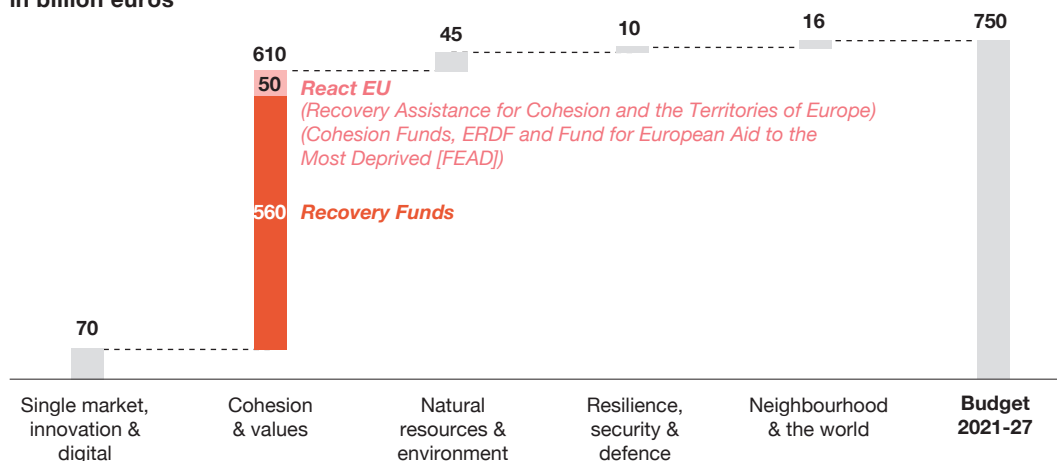 in billion euros
610
45
10
16
750
50
React EU
(Recovery Assistance for Cohesion and the Territories of Europe)
(Cohesion Funds, ERDF and Fund for European Aid to the
Most Deprived [FEAD])
560
Recovery Funds
70
Single market,
innovation &
digital
Cohesion
& values
Natural
resources &
environment
Resilience,
security &
defence
Neighbourhood
& the world
Budget
2021-27